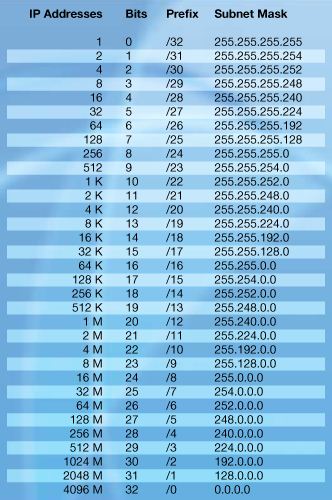 IP Addresses Bits Prefix Subnet Mask
1 0 /32 255.255.255.255
2 1 /31 255.255.255.254
4 2 /30 255.255.255.252
8 3 /29 255.255.255.248
16 4 /28 255.255.255.240
32 5 /27 255.255.255.224
64 6 /26 255.255.255.192
128 7 /25 255.255.255.128
256 8 /24 255.255.255.0
512 9 /23 255.255.254.0
1 K 10 /22 255.255.252.0
2 K 11 /21 255.255.248.0
4 K 12 /20 255.255.240.0
8 K 13 /19 255.255.224.0
16 K 14 /18 255.255.192.0
32 K 15 /17 255.255.128.0
64 K 16 /16 255.255.0.0
128 K 17 /15 255.254.0.0
256 K 18 /14 255.252.0.0
512 K 19 /13 255.248.0.0
1 M 20 /12 255.240.0.0
2 M 21 /11 255.224.0.0
4 M 22 /10 255.192.0.0
8 M 23 /9 255.128.0.0
16 M 24 /8 255.0.0.0
32 M 25 /7 254.0.0.0
64 M 26 /6 252.0.0.0
128 M 27 /5 248.0.0.0
256 M 28 /4 240.0.0.0
512 M 29 /3 224.0.0.0
1024 M 30 /2 192.0.0.0
2048 M 31 /1 128.0.0.0
4096 M 32 /0 0.0.0.0